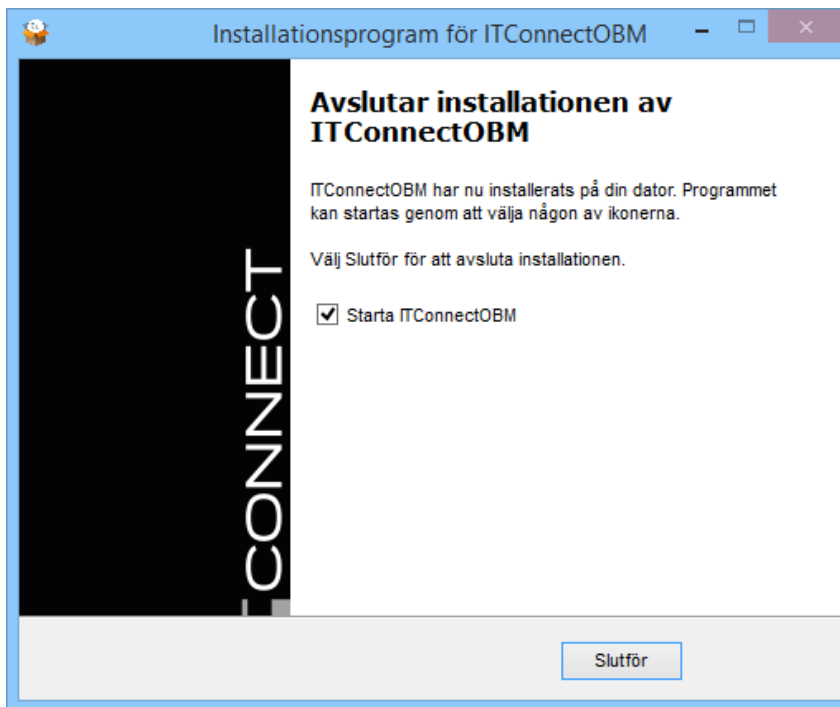 Installationsprogram för ITConnectOBM
Avslutar installationen av
ITConnectOBM
ITConnectOBM har nu installerats på din dator. Programmet
kan startas genom att välja någon av ikonerna.
Välj Slutför för att avsluta installationen.
Starta ITConnectOBM
CONNECT
Slutför